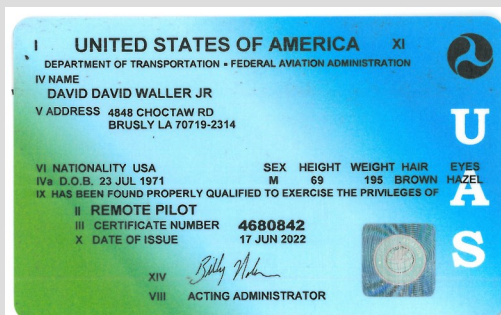 I UNITED STATES OF AMERICA XI
DEPARTMENT OF TRANSPORTATION - FEDERAL AVIATION ADMINISTRATION
IV NAME
DAVID DAVID WALLER JR
V ADDRESS 4848 CHOCTAW RD
BRUSLY LA 70719-2314
VI NATIONALITY USA SEX HEIGHT WEIGHT HAIR EYES
IVa D.O.B. 23 JUL 1971 M 69 195 BROWN HAZEL
IX HAS BEEN FOUND PROPERLY QUALIFIED TO EXERCISE THE PRIVILEGES OF
II REMOTE PILOT
III CERTIFICATE NUMBER 4680842
X DATE OF ISSUE 17 JUN 2022
XIV
VIII ACTING ADMINISTRATOR
UAS